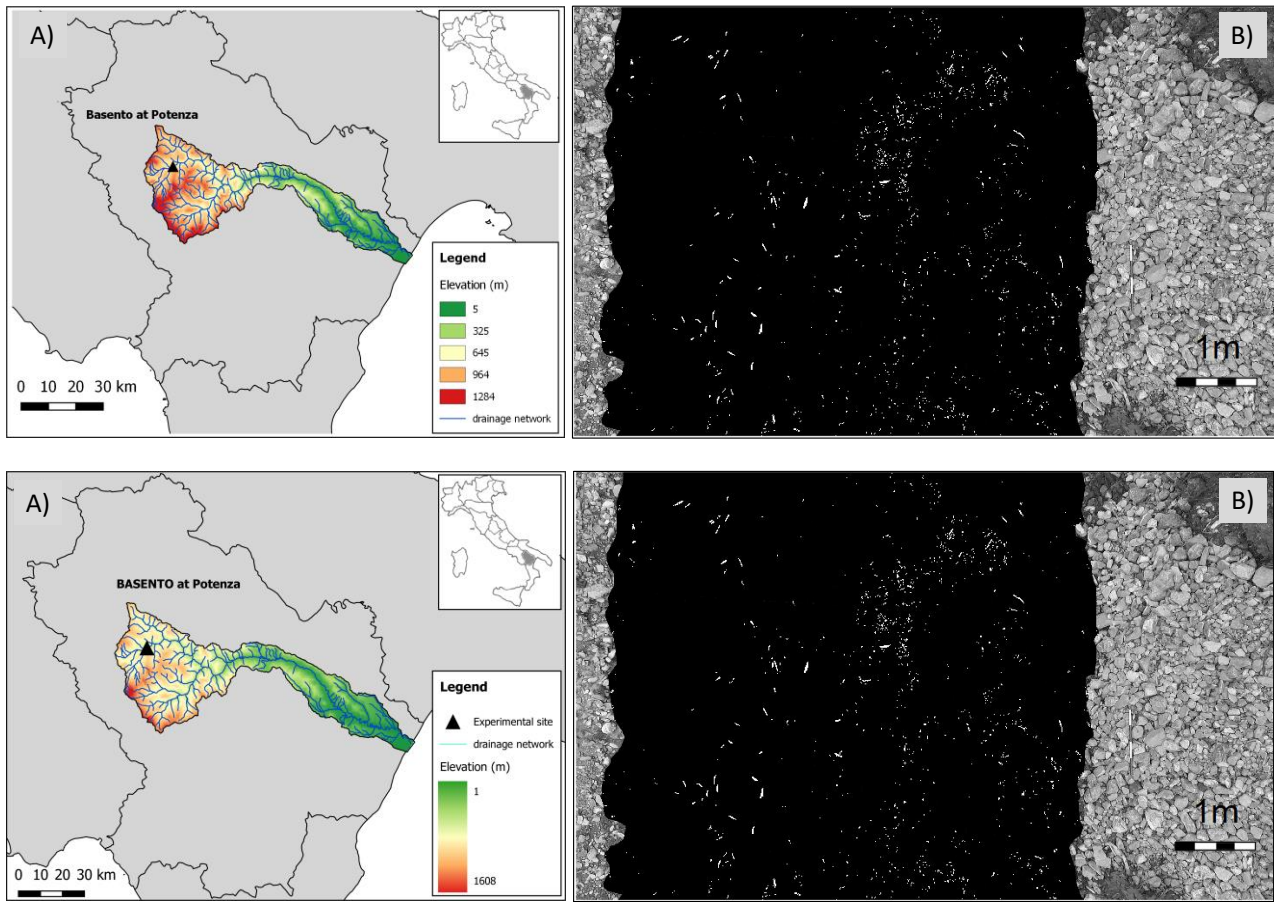 A)
Basento at Potenza
Legend
Elevation (m)
5
325
645
964
1284
drainage network
0 10 20 30 km
B)
1m
A)
BASENTO at Potenza
Legend
Experimental site
drainage network
Elevation (m)
1
1608
0 10 20 30 km
B)
1m